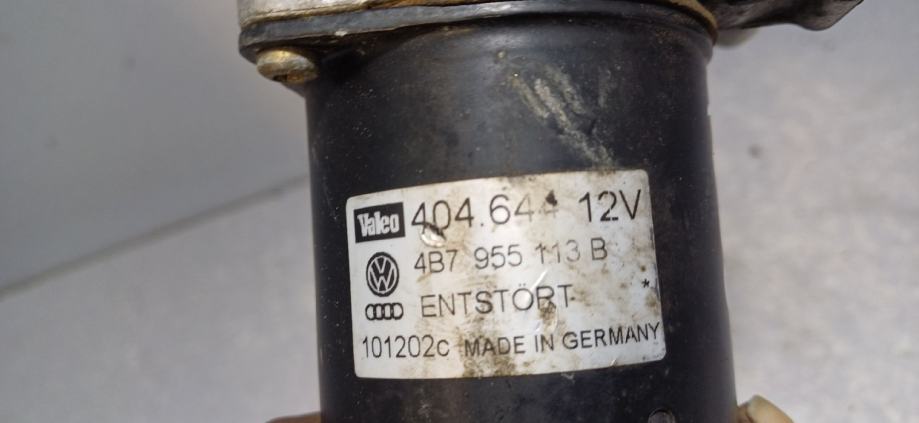 Valeo 404.644 12V
4B7 955 113 B
ENTSTÖRT
101202c MADE IN GERMANY